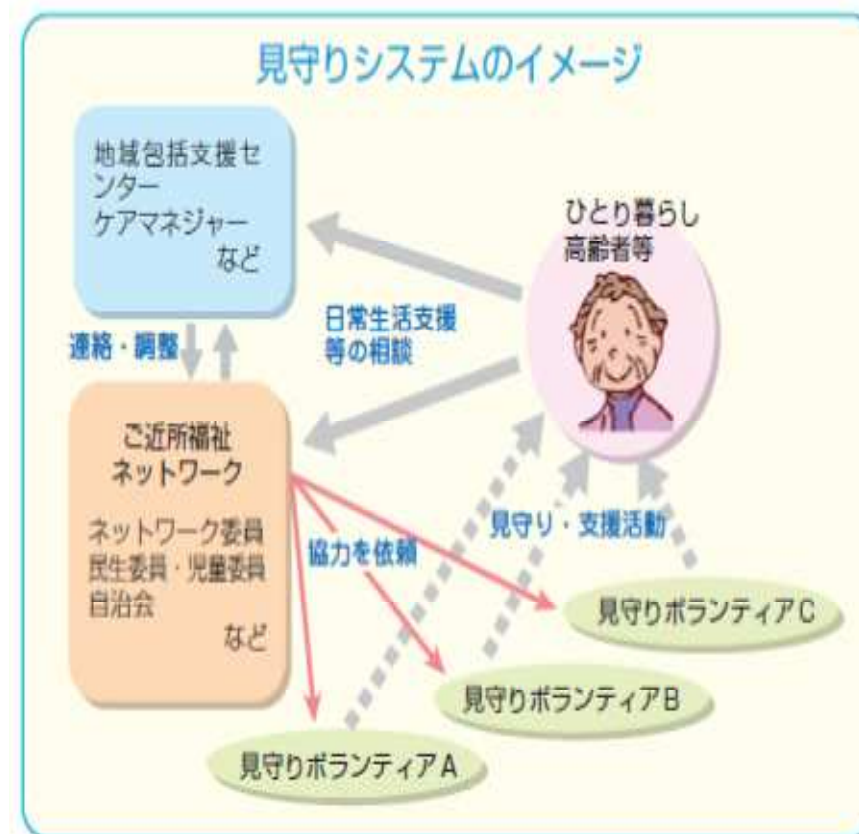 見守りシステムのイメージ
地域包括支援セ
ンター
ケアマネジャー
など
ひとり暮らし
高齢者等
日常生活支援
等の相談
連絡・調整
ご近所福祉
ネットワーク
ネットワーク委員
民生委員・児童委員
自治会
など
協力を依頼
見守り・支援活動
見守りボランティアC
見守りボランティアB
見守りボランティアA